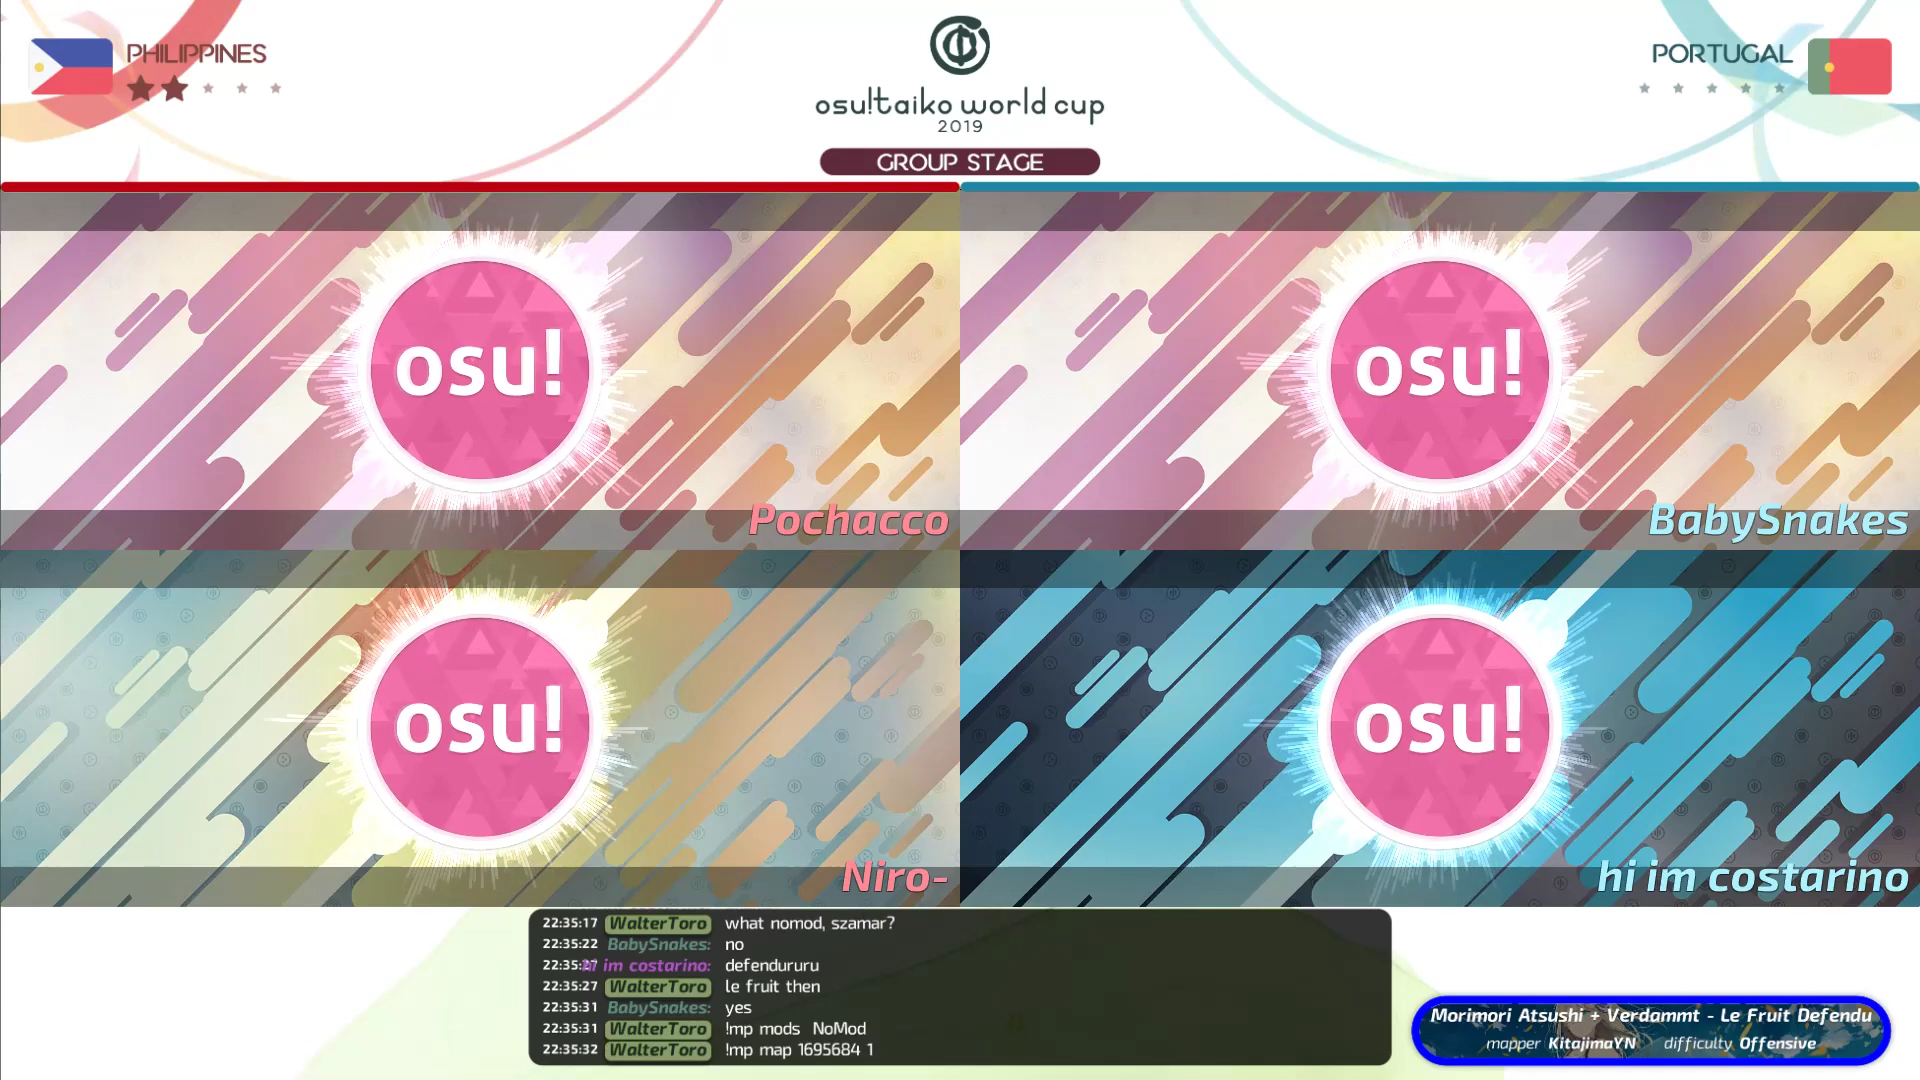 PHILIPPINES
PORTUGAL
osu!taiko world cup
2019
GROUP STAGE
osu!
osu!
Pochacco
BabySnakes
osu!
osu!
Niro-
hi im costarino
22:35:17 WalterToro what nomod, szamar?
22:35:22 BabySnakes: no
22:35:27 hi im costarino: defendururu
22:35:27 WalterToro le fruit then
22:35:31 BabySnakes: yes
22:35:31 WalterToro !mp mods NoMod
22:35:32 WalterToro !mp map 1695684 1
Morimori Atsushi + Verdammt - Le Fruit Defendu
mapper KitajimaYN difficulty Offensive